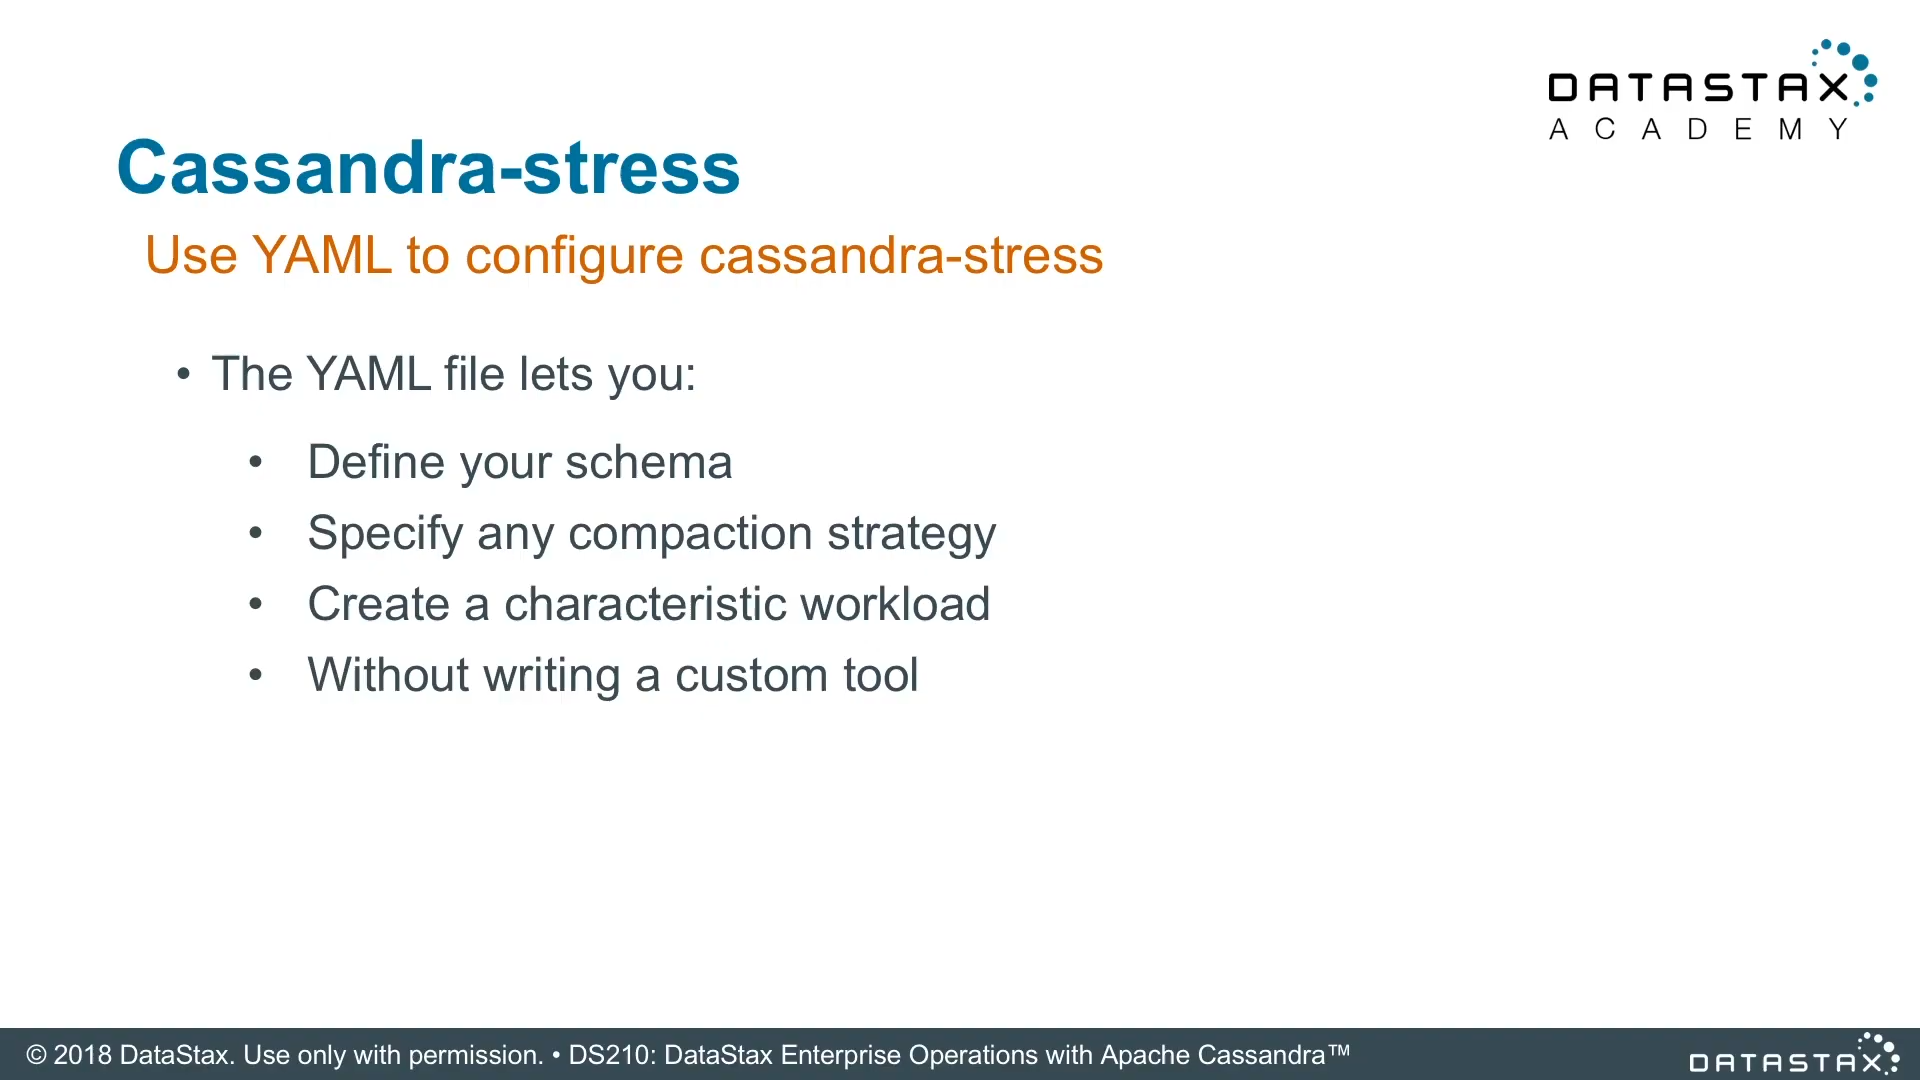 DATASTAX
ACADEMY
Cassandra-stress
Use YAML to configure cassandra-stress
• The YAML file lets you:
• Define your schema
• Specify any compaction strategy
• Create a characteristic workload
• Without writing a custom tool
© 2018 DataStax. Use only with permission. • DS210: DataStax Enterprise Operations with Apache Cassandra™
DATASTAX